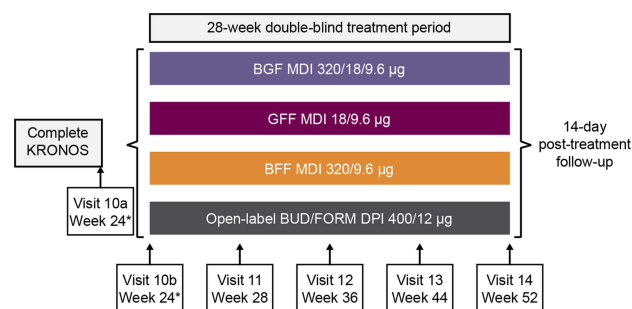 28-week double-blind treatment period
BGF MDI 320/18/9.6 µg
GFF MDI 18/9.6 µg
BFF MDI 320/9.6 µg
Open-label BUD/FORM DPI 400/12 µg
Complete
KRONOS
14-day
post-treatment
follow-up
Visit 10a
Week 24*
Visit 10b
Week 24*
Visit 11
Week 28
Visit 12
Week 36
Visit 13
Week 44
Visit 14
Week 52